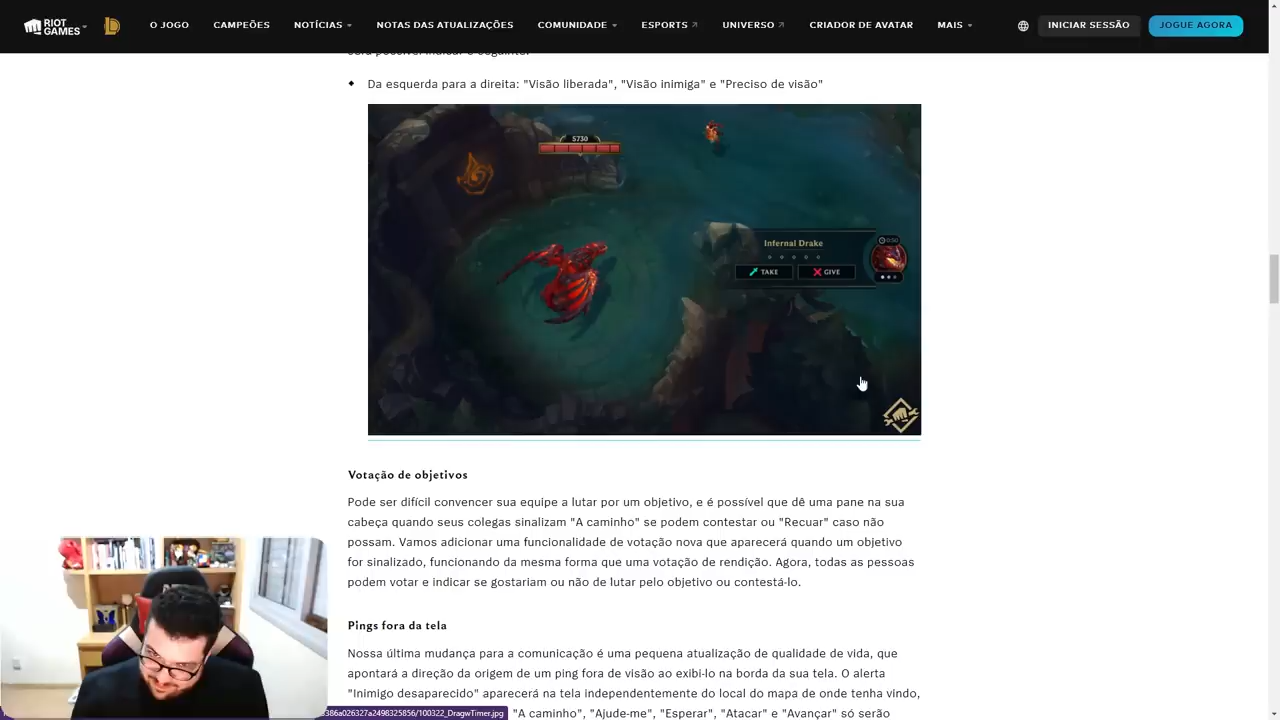 RIOT GAMES
O JOGO
CAMPEÕES
NOTÍCIAS
NOTAS DAS ATUALIZAÇÕES
COMUNIDADE
ESPORTS
UNIVERSO
CRIADOR DE AVATAR
MAIS
INICIAR SESSÃO
JOGUE AGORA
Da esquerda para a direita: "Visão liberada", "Visão inimiga" e "Preciso de visão"
5730
Infernal Drake
0:50
TAKE
GIVE
Votação de objetivos
Pode ser difícil convencer sua equipe a lutar por um objetivo, e é possível que dê uma pane na sua
cabeça quando seus colegas sinalizam "A caminho" se podem contestar ou "Recuar" caso não
possam. Vamos adicionar uma funcionalidade de votação nova que aparecerá quando um objetivo
for sinalizado, funcionando da mesma forma que uma votação de rendição. Agora, todas as pessoas
podem votar e indicar se gostariam ou não de lutar pelo objetivo ou contestá-lo.
Pings fora da tela
Nossa última mudança para a comunicação é uma pequena atualização de qualidade de vida, que
apontará a direção da origem de um ping fora de visão ao exibi-lo na borda da sua tela. O alerta
"Inimigo desaparecido" aparecerá na tela independentemente do local do mapa de onde tenha vindo,
386a026327a2498325856/100322_DragwTimer.jpg "A caminho", "Ajude-me", "Esperar", "Atacar" e "Avançar" só serão